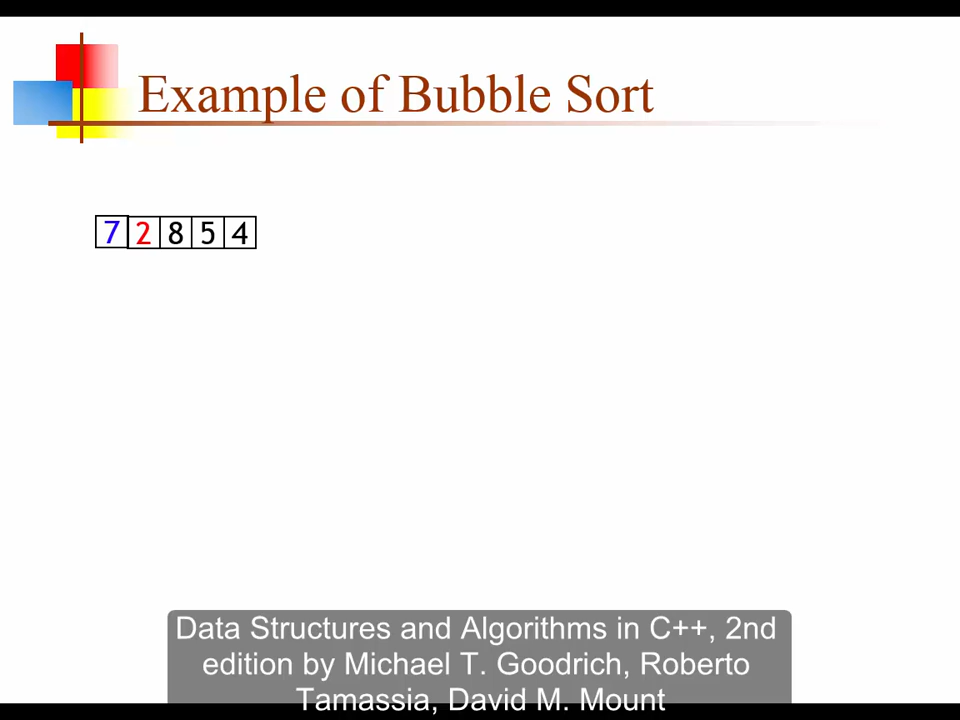 Example of Bubble Sort
7 2 8 5 4
Data Structures and Algorithms in C++, 2nd
edition by Michael T. Goodrich, Roberto
Tamassia, David M. Mount